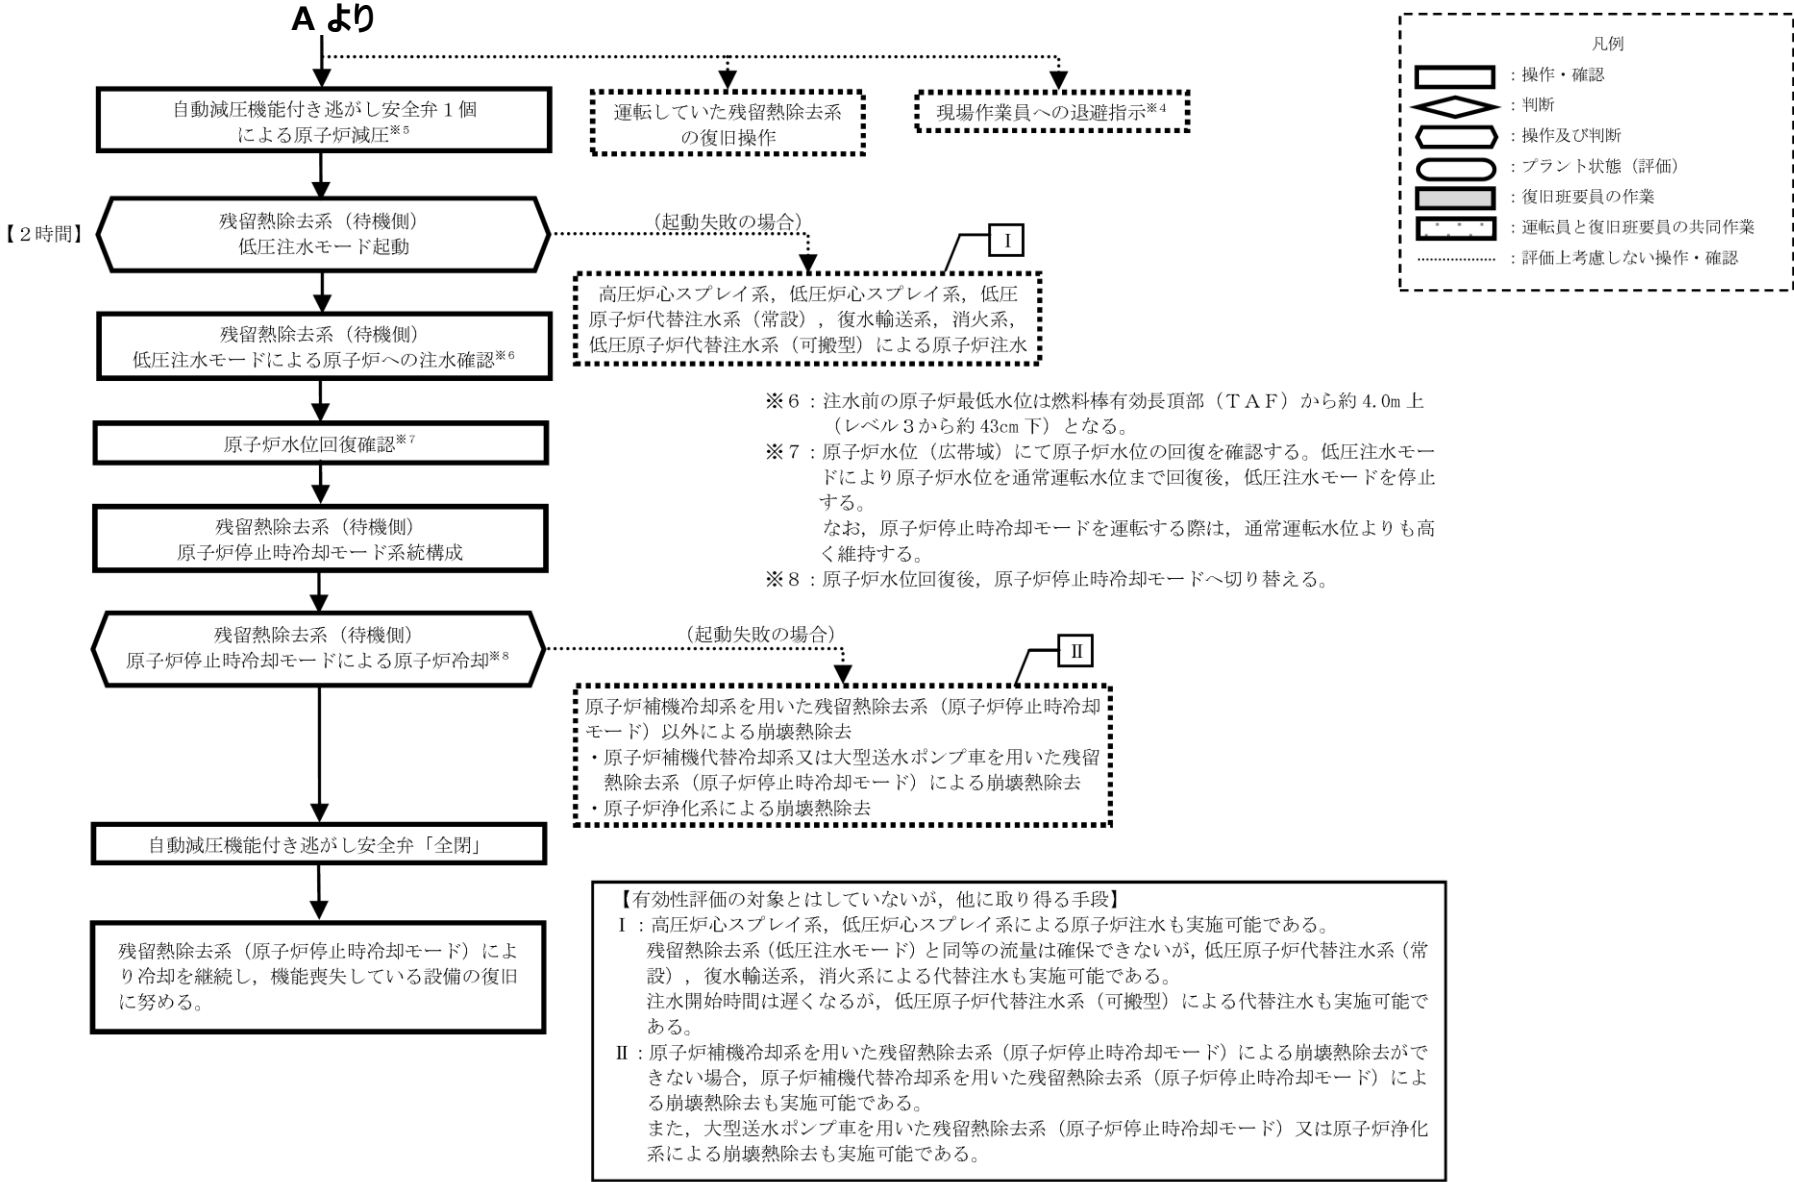 A より
自動減圧機能付き逃がし安全弁１個
による原子炉減圧※5
運転していた残留熱除去系
の復旧操作
現場作業員への退避指示※4
【２時間】
残留熱除去系（待機側）
低圧注水モード起動
（起動失敗の場合）
Ⅰ
高圧炉心スプレイ系，低圧炉心スプレイ系，低圧
原子炉代替注水系（常設），復水輸送系，消火系，
低圧原子炉代替注水系（可搬型）による原子炉注水
残留熱除去系（待機側）
低圧注水モードによる原子炉への注水確認※6
原子炉水位回復確認※7
残留熱除去系（待機側）
原子炉停止時冷却モード系統構成
残留熱除去系（待機側）
原子炉停止時冷却モードによる原子炉冷却※8
（起動失敗の場合）
Ⅱ
原子炉補機冷却系を用いた残留熱除去系（原子炉停止時冷却
モード）以外による崩壊熱除去
・原子炉補機代替冷却系又は大型送水ポンプ車を用いた残留
熱除去系（原子炉停止時冷却モード）による崩壊熱除去
・原子炉浄化系による崩壊熱除去
自動減圧機能付き逃がし安全弁「全閉」
残留熱除去系（原子炉停止時冷却モード）によ
り冷却を継続し，機能喪失している設備の復旧
に努める。
凡例
：操作・確認
：判断
：操作及び判断
：プラント状態（評価）
：復旧班要員の作業
：運転員と復旧班要員の共同作業
：評価上考慮しない操作・確認
※６：注水前の原子炉最低水位は燃料棒有効長頂部（ＴＡＦ）から約 4.0m 上
（レベル３から約 43cm 下）となる。
※７：原子炉水位（広帯域）にて原子炉水位の回復を確認する。低圧注水モー
ドにより原子炉水位を通常運転水位まで回復後，低圧注水モードを停止
する。
なお，原子炉停止時冷却モードを運転する際は，通常運転水位よりも高
く維持する。
※８：原子炉水位回復後，原子炉停止時冷却モードへ切り替える。
【有効性評価の対象とはしていないが，他に取り得る手段】
Ⅰ：高圧炉心スプレイ系，低圧炉心スプレイ系による原子炉注水も実施可能である。
残留熱除去系（低圧注水モード）と同等の流量は確保できないが，低圧原子炉代替注水系（常
設），復水輸送系，消火系による代替注水も実施可能である。
注水開始時間は遅くなるが，低圧原子炉代替注水系（可搬型）による代替注水も実施可能で
ある。
Ⅱ：原子炉補機冷却系を用いた残留熱除去系（原子炉停止時冷却モード）による崩壊熱除去がで
きない場合，原子炉補機代替冷却系を用いた残留熱除去系（原子炉停止時冷却モード）によ
る崩壊熱除去も実施可能である。
また，大型送水ポンプ車を用いた残留熱除去系（原子炉停止時冷却モード）又は原子炉浄化
系による崩壊熱除去も実施可能である。